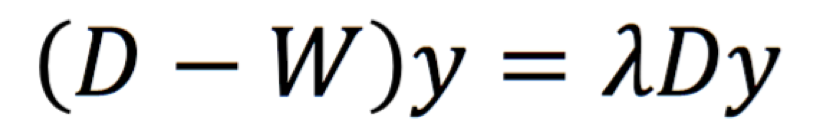 (D − W)y = λDy